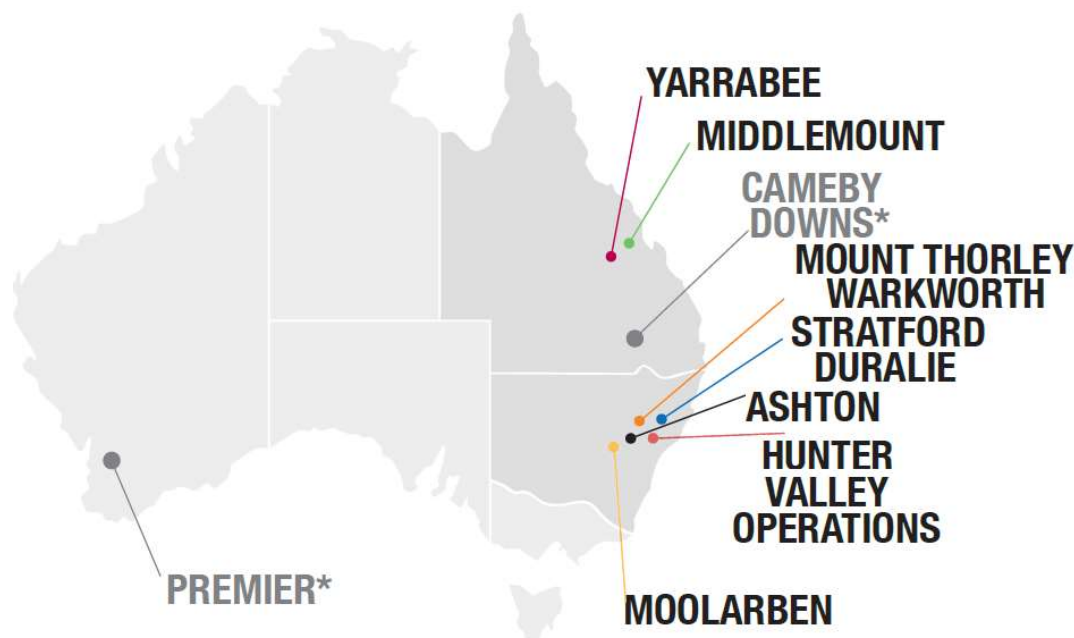 YARRABEE
MIDDLEMOUNT
CAMEBY
DOWNS*
MOUNT THORLEY
WARKWORTH
STRATFORD
DURALIE
ASHTON
HUNTER
VALLEY
OPERATIONS
PREMIER*
MOOLARBEN